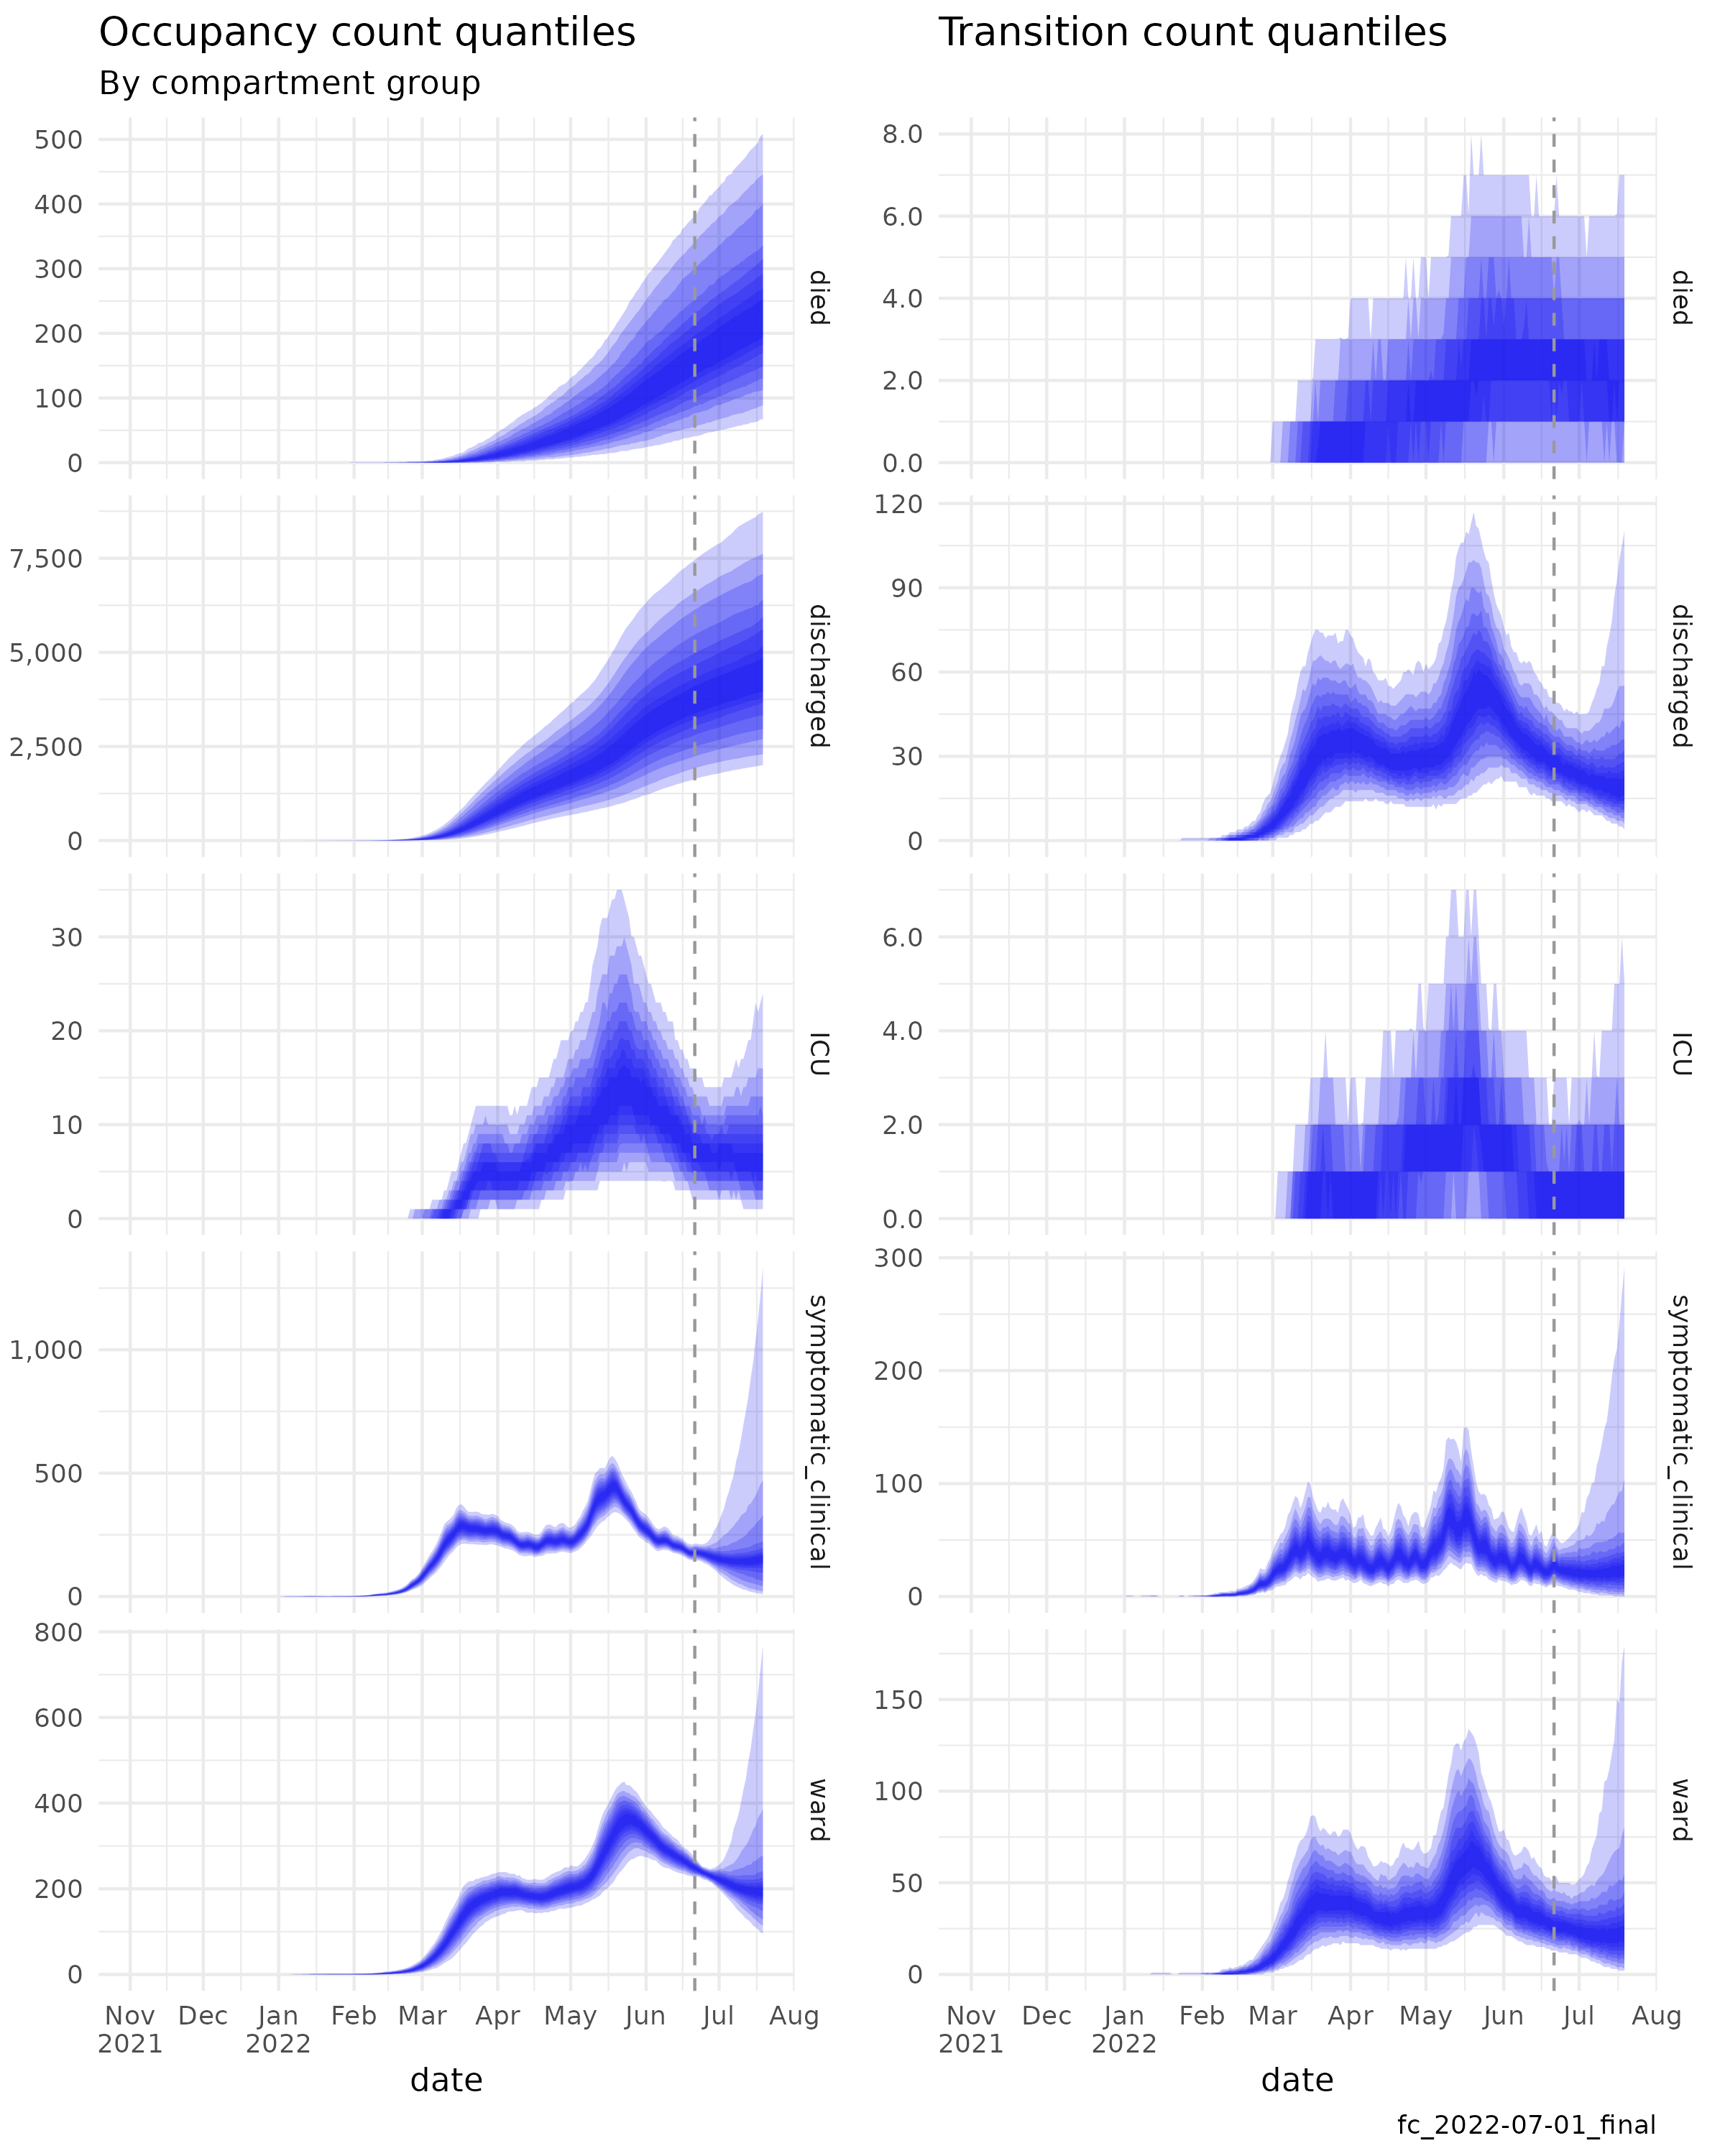 Occupancy count quantiles
By compartment group
500
400
300
200
100
0
died
7,500
5,000
2,500
0
discharged
30
20
10
0
ICU
1,000
500
0
symptomatic_clinical
800
600
400
200
0
ward
Nov Dec Jan Feb Mar Apr May Jun Jul Aug
2021 2022
date
Transition count quantiles
8.0
6.0
4.0
2.0
0.0
died
120
90
60
30
0
discharged
6.0
4.0
2.0
0.0
ICU
300
200
100
0
symptomatic_clinical
150
100
50
0
ward
Nov Dec Jan Feb Mar Apr May Jun Jul Aug
2021 2022
date
fc_2022-07-01_final